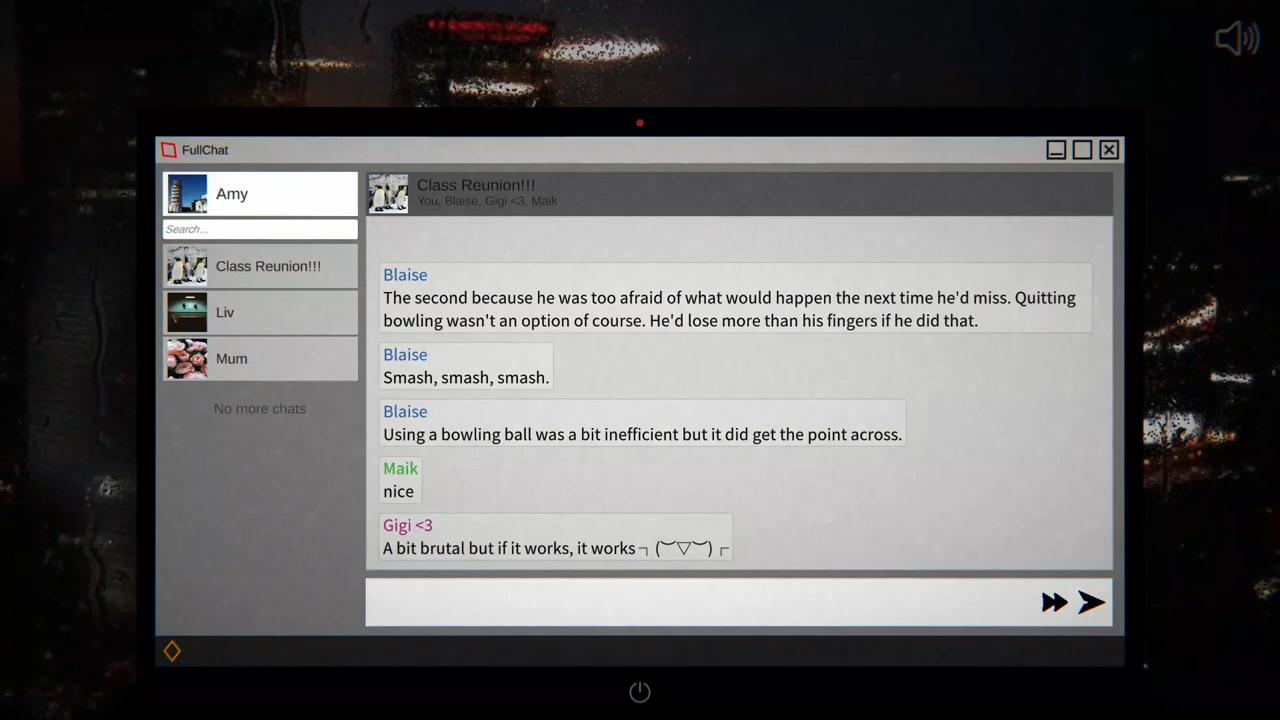 FullChat
Amy
Search...
Class Reunion!!!
Liv
Mum
No more chats
Class Reunion!!!
You, Blaise, Gigi <3, Maik
Blaise
The second because he was too afraid of what would happen the next time he'd miss. Quitting
bowling wasn't an option of course. He'd lose more than his fingers if he did that.
Blaise
Smash, smash, smash.
Blaise
Using a bowling ball was a bit inefficient but it did get the point across.
Maik
nice
Gigi <3
A bit brutal but if it works, it works ┐(︶▽︶)┌